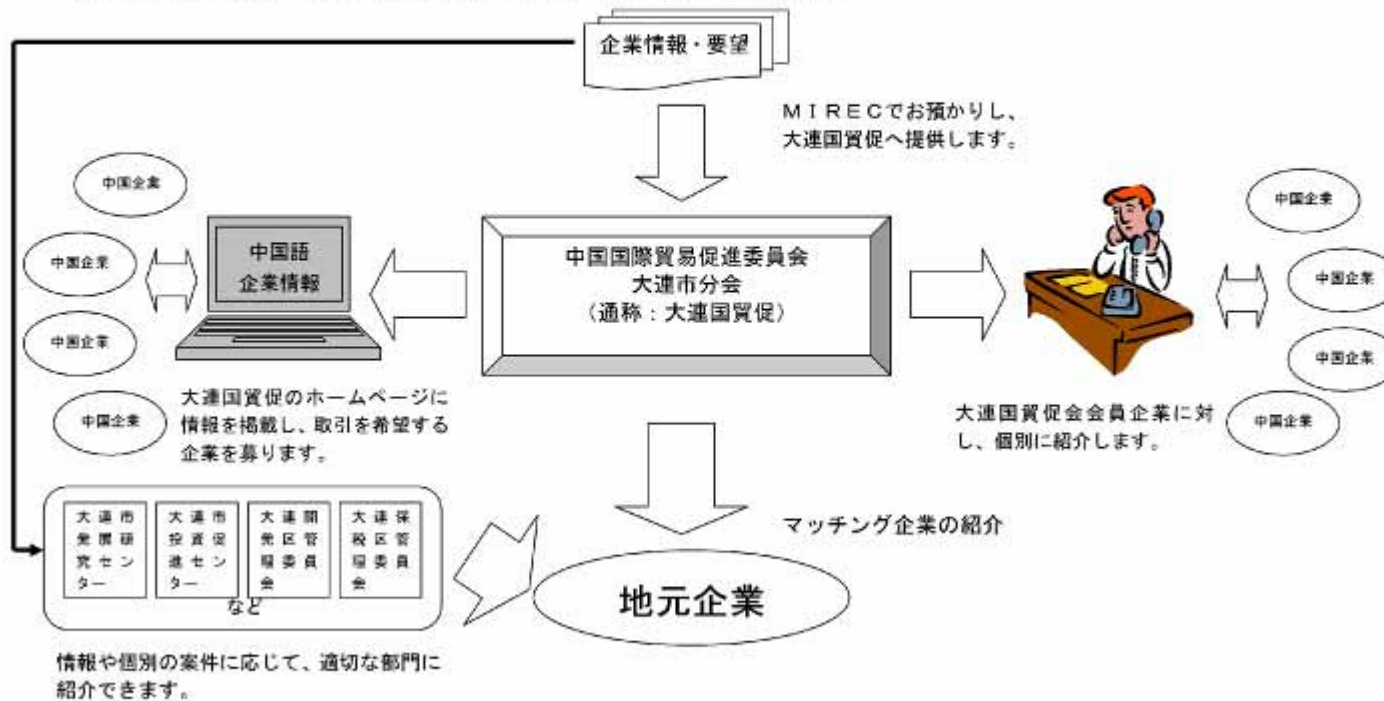 企業情報・要望
ＭＩＲＥＣでお預かりし、
大連国貿促へ提供します。
中国企業
中国企業
中国企業
中国企業
中国語
企業情報
中国国際貿易促進委員会
大連市分会
（通称：大連国貿促）
中国企業
中国企業
中国企業
中国企業
大連国貿促のホームページに
情報を掲載し、取引を希望する
企業を募ります。
大連国貿促会会員企業に対
し、個別に紹介します。
大連市
発展研
究セン
ター
大連市
投資促
進セン
ター
大連開
発区管
理委員
会
大連保
税区管
理委員
会
など
マッチング企業の紹介
地元企業
情報や個別の案件に応じて、適切な部門に
紹介できます。